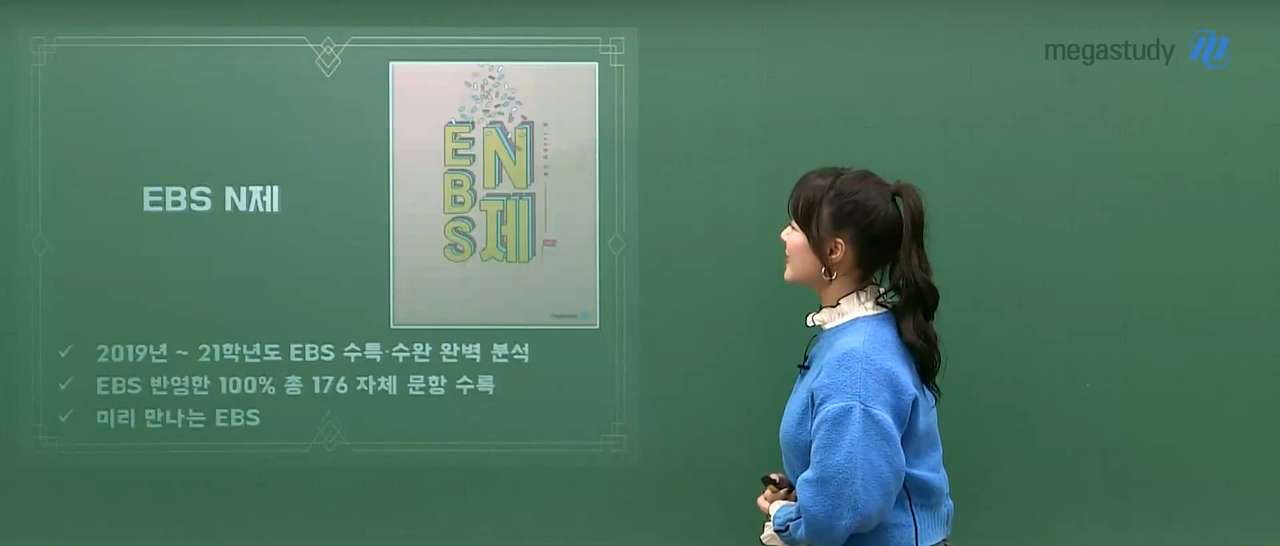 megastudy
EBS N제
EBS
N제
megastudy
2019년 ~ 21학년도 EBS 수특·수완 완벽 분석
EBS 반영한 100% 총 176 자체 문항 수록
미리 만나는 EBS